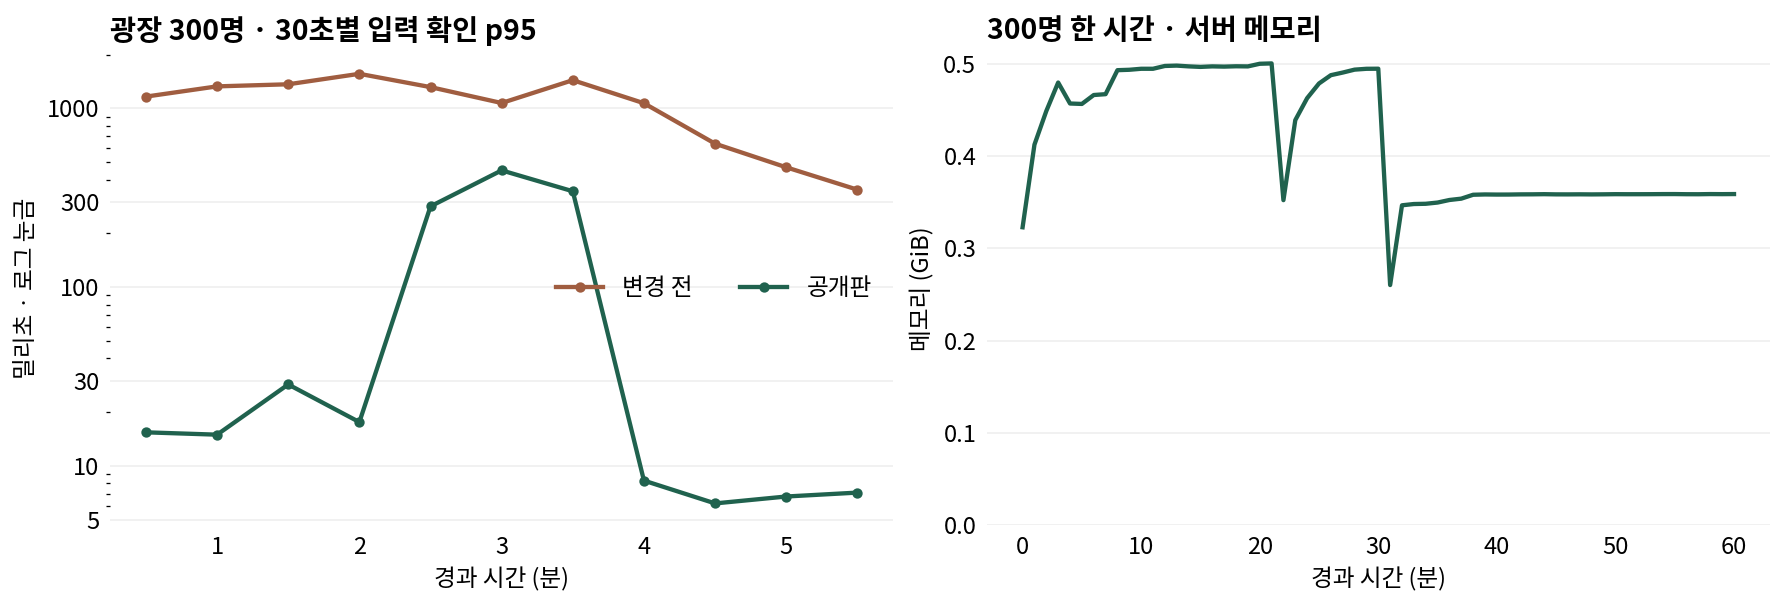 광장 300명 · 30초별 입력 확인 p95
밀리초 · 로그 눈금
1000
300
100
30
10
5
변경 전
공개판
1 2 3 4 5
경과 시간 (분)
300명 한 시간 · 서버 메모리
메모리 (GiB)
0.5
0.4
0.3
0.2
0.1
0.0
0 10 20 30 40 50 60
경과 시간 (분)